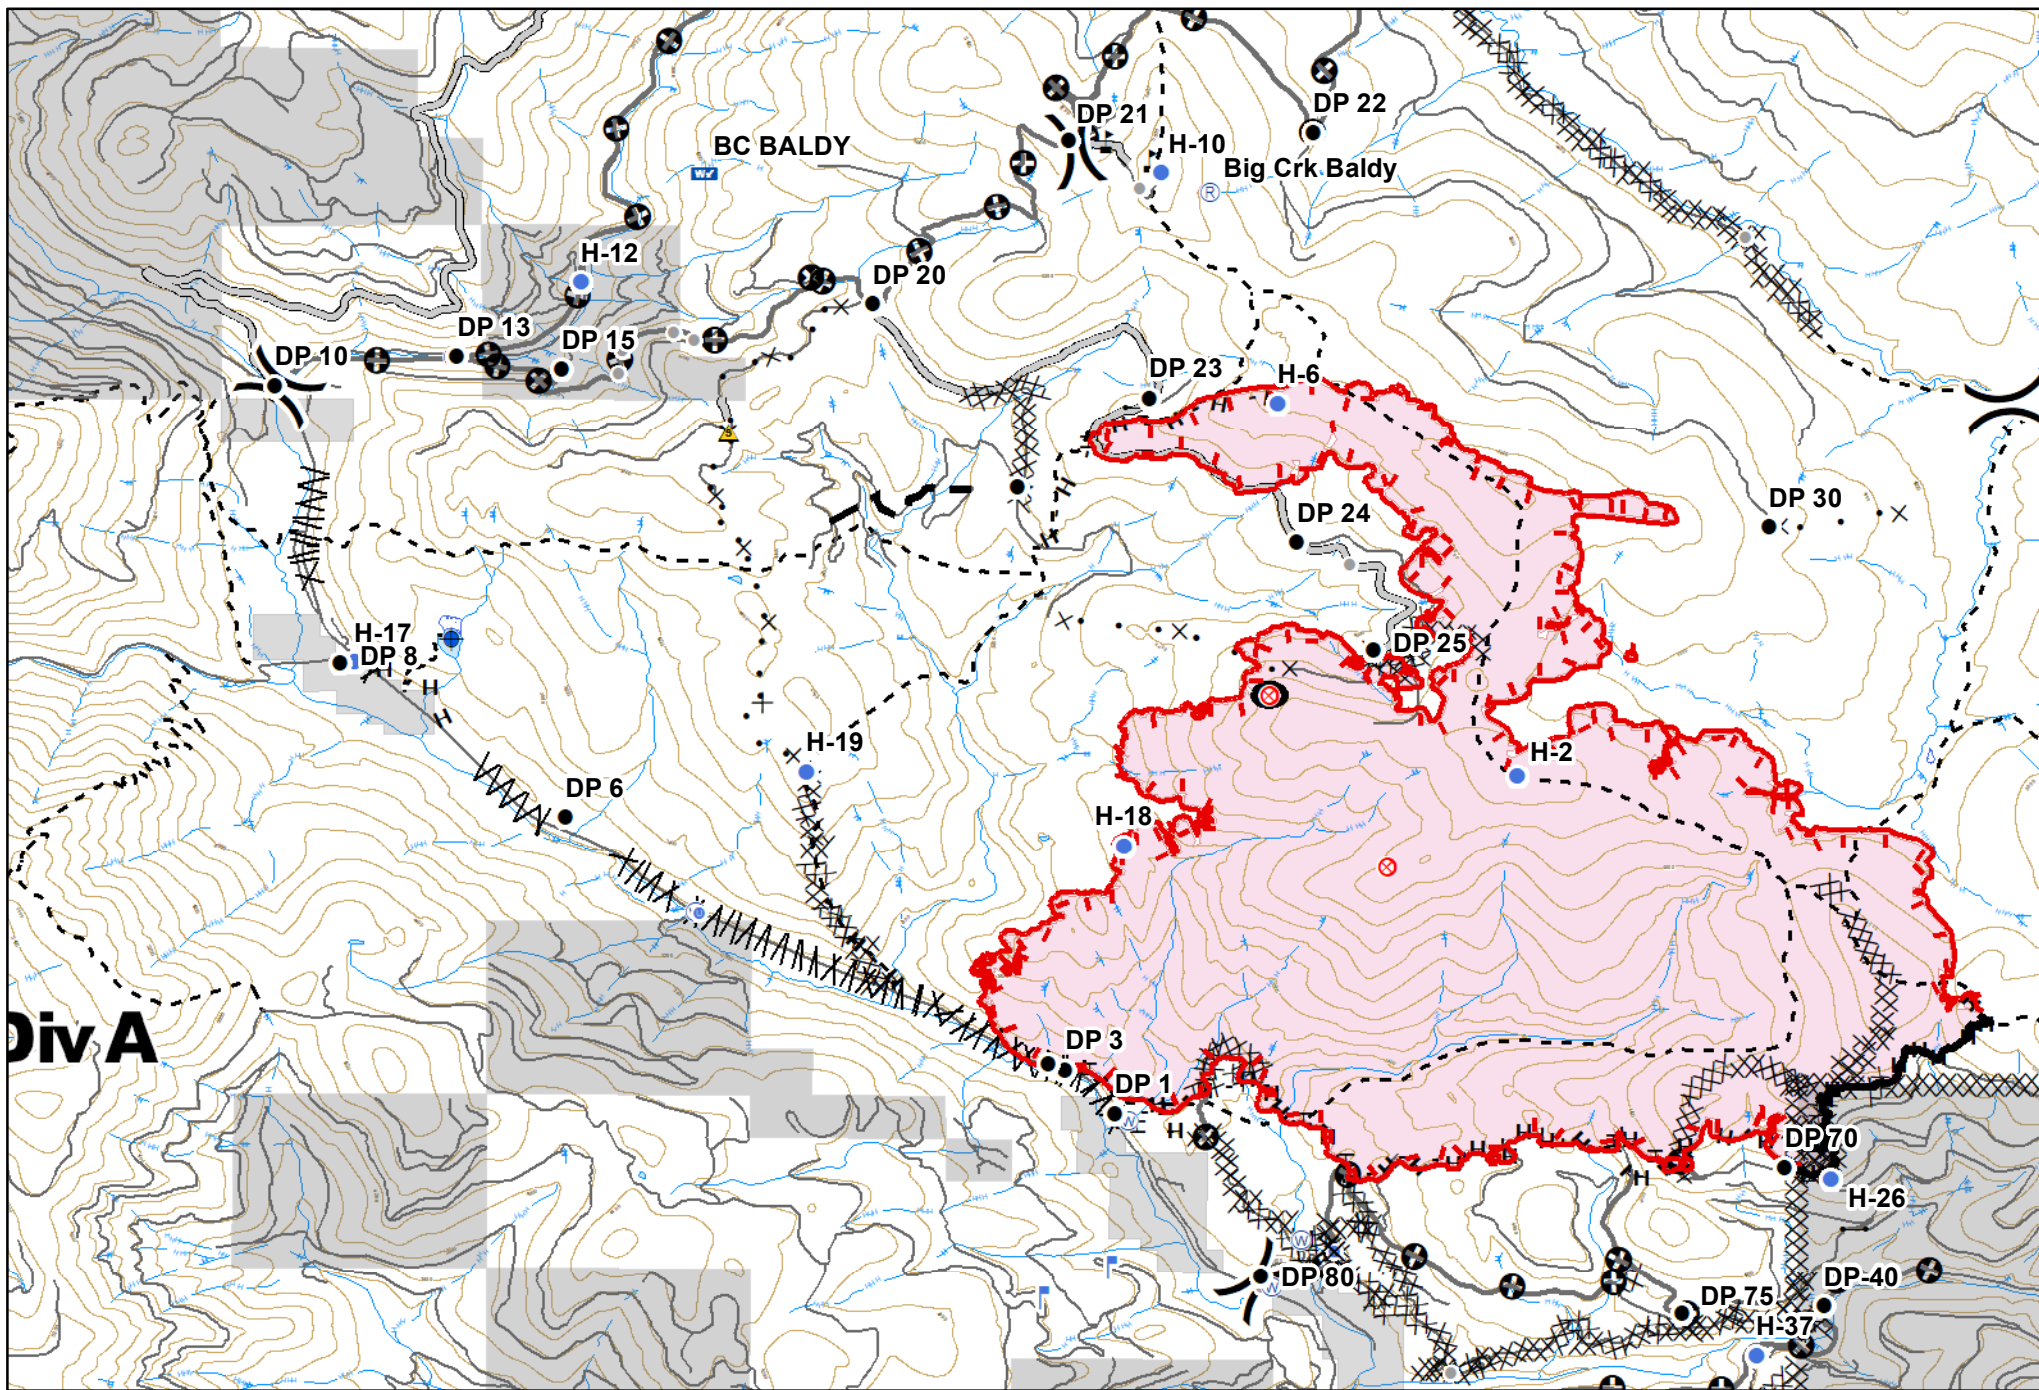 DP 22
DP 21
BC BALDY
H-10
Big Crk Baldy
H-12
DP 20
DP 13
DP 15
DP 10
DP 23
H-6
DP 30
DP 24
H-17
DP 8
DP 25
H-19
H-2
DP 6
H-18
Div A
DP 3
DP 1
DP 70
H-26
DP 80
DP-40
DP 75
H-37